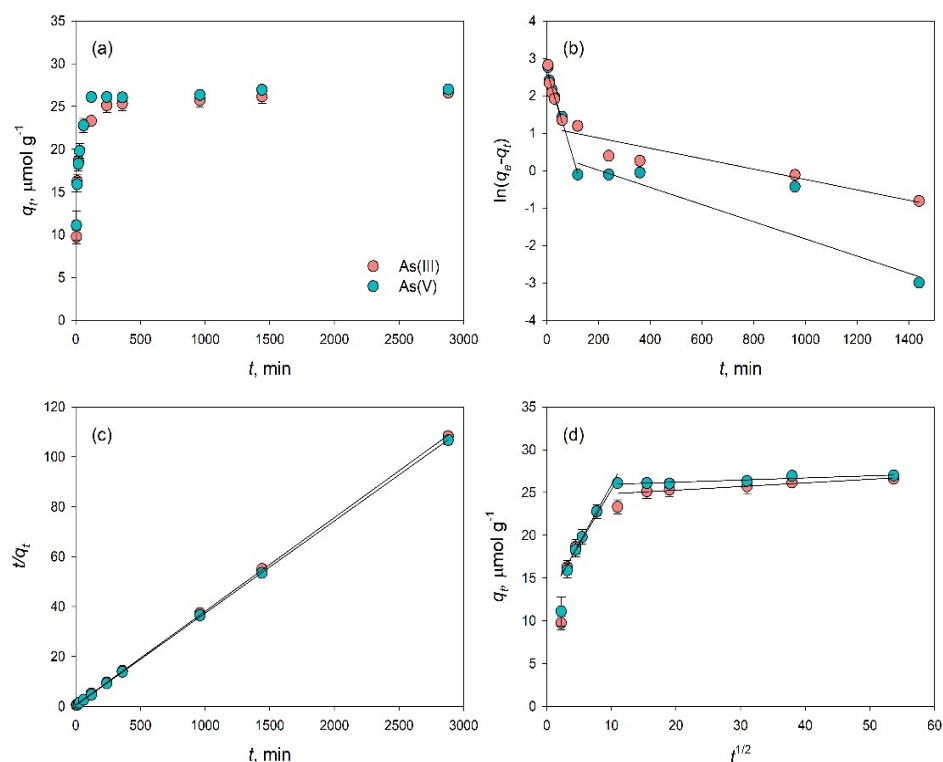 (a)
35
30
25
20
15
10
5
0
qt, μmol g⁻¹
As(III)
As(V)
0 500 1000 1500 2000 2500 3000
t, min
(b)
4
3
2
1
0
-1
-2
-3
-4
ln(qe-qt)
0 200 400 600 800 1000 1200 1400
t, min
(c)
120
100
80
60
40
20
0
t/qt
0 500 1000 1500 2000 2500 3000
t, min
(d)
35
30
25
20
15
10
5
0
qt, μmol g⁻¹
0 10 20 30 40 50 60
t¹ᐟ²